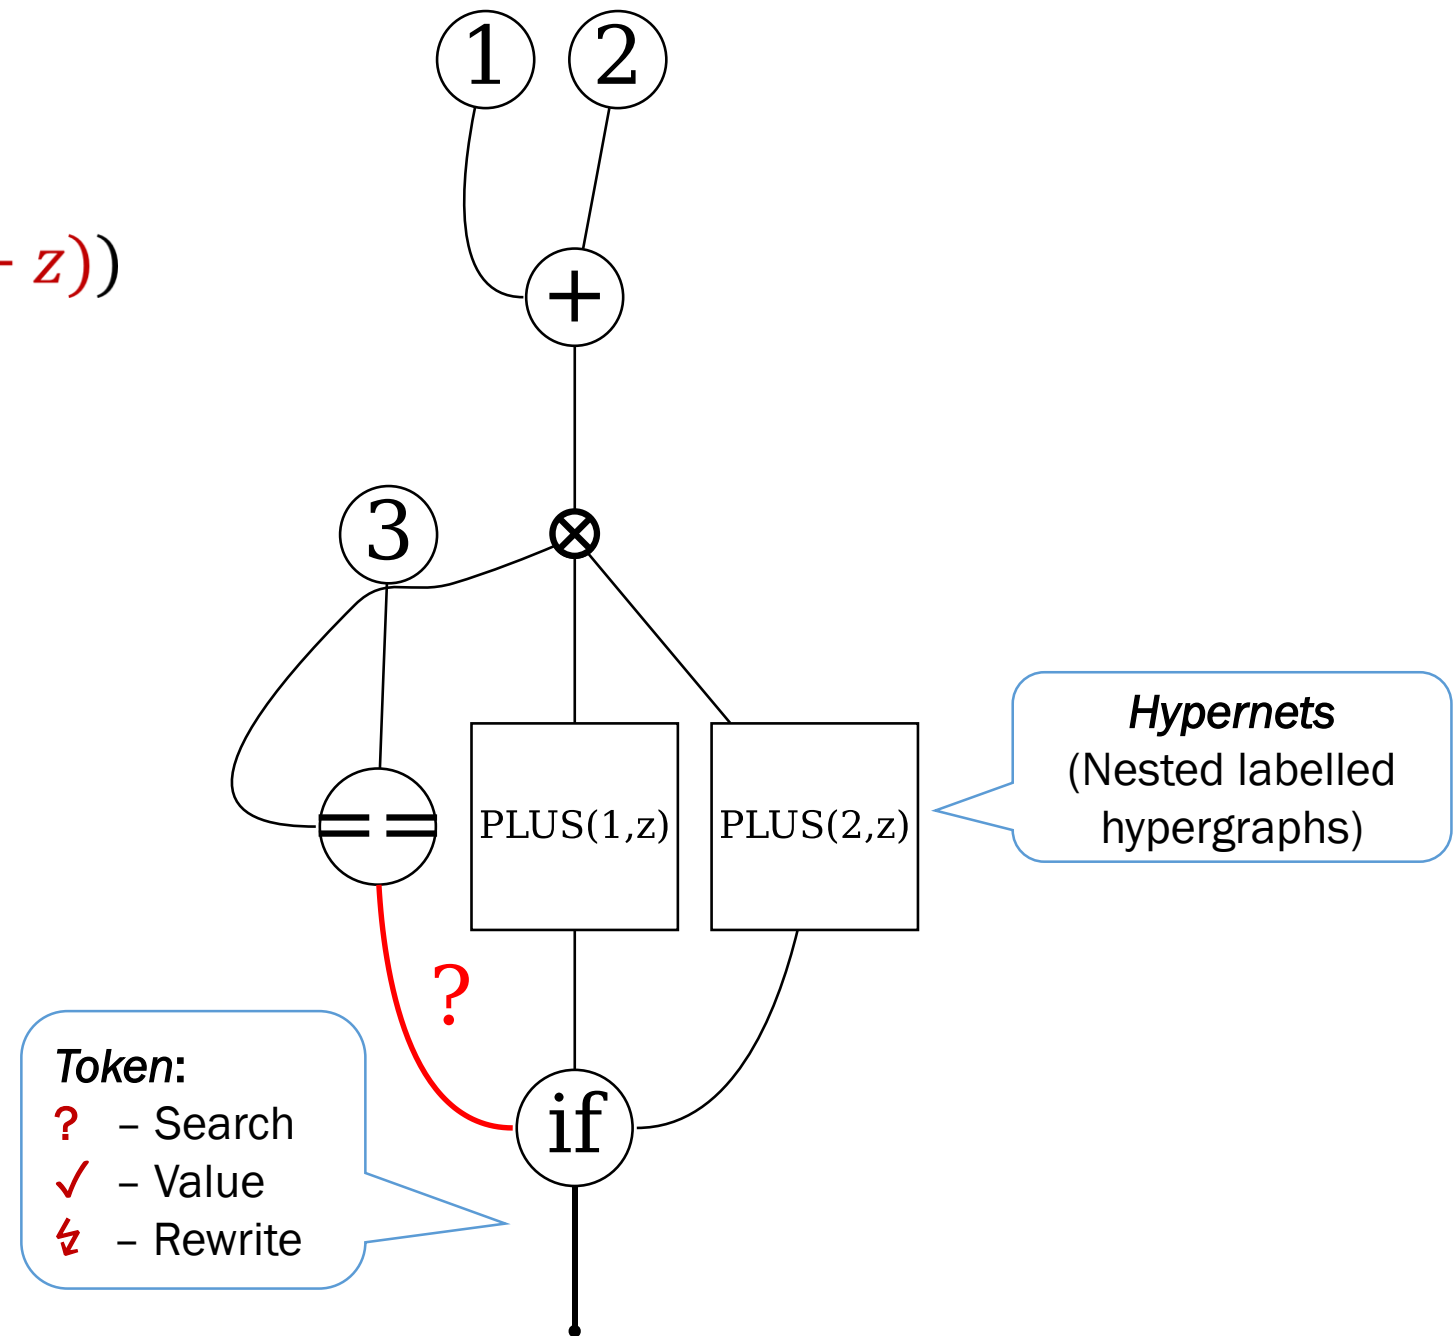 1 2
– z))
+
3 ⊗
Hypernets
(Nested labelled
hypergraphs)
== PLUS(1,z) PLUS(2,z)
?
Token:
? – Search
✓ – Value
↯ – Rewrite
if